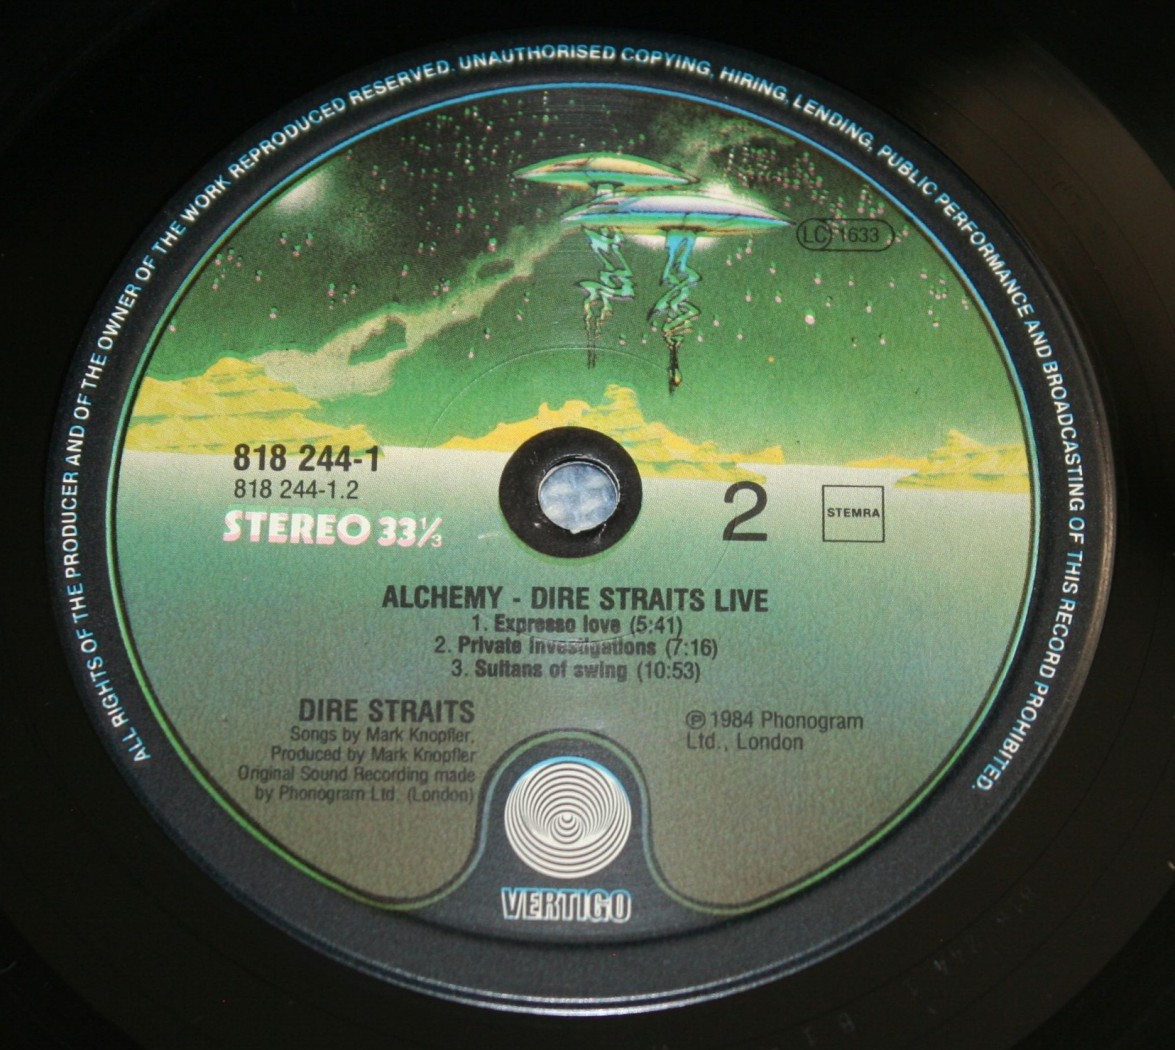 ALL RIGHTS OF THE PRODUCER AND OF THE OWNER OF THE WORK REPRODUCED RESERVED. UNAUTHORISED COPYING, HIRING, LENDING, PUBLIC PERFORMANCE AND BROADCASTING OF THIS RECORD PROHIBITED.
LC 1633
818 244-1
818 244-1.2
STEREO 33⅓
2
STEMRA
ALCHEMY - DIRE STRAITS LIVE
1. Expresso love (5:41)
2. Private investigations (7:16)
3. Sultans of swing (10:53)
DIRE STRAITS
Songs by Mark Knopfler,
Produced by Mark Knopfler
Original Sound Recording made
by Phonogram Ltd. (London)
℗ 1984 Phonogram
Ltd., London
VERTIGO